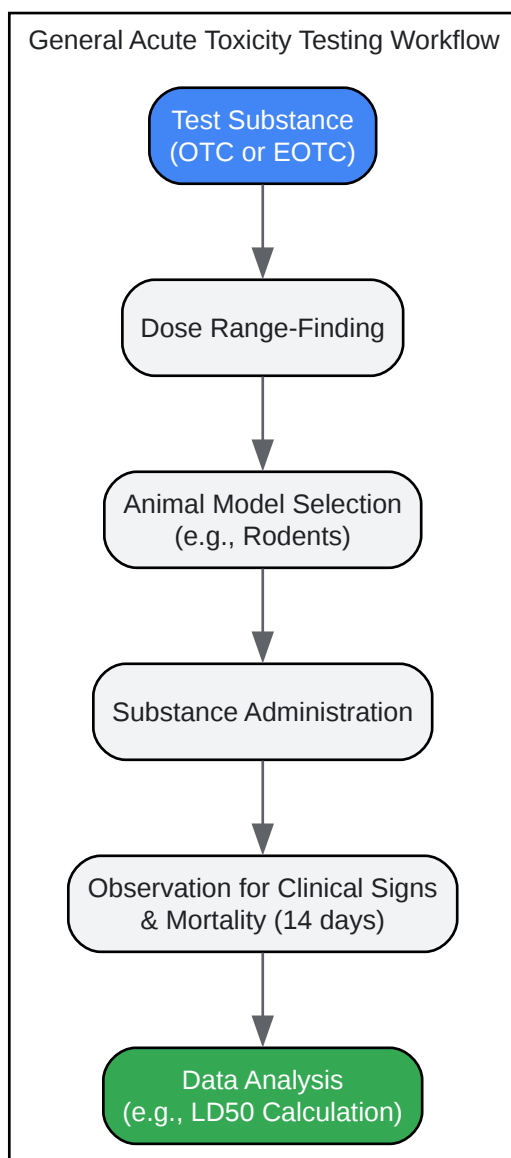 General Acute Toxicity Testing Workflow
Test Substance
(OTC or EOTC)
Dose Range-Finding
Animal Model Selection
(e.g., Rodents)
Substance Administration
Observation for Clinical Signs
& Mortality (14 days)
Data Analysis
(e.g., LD50 Calculation)